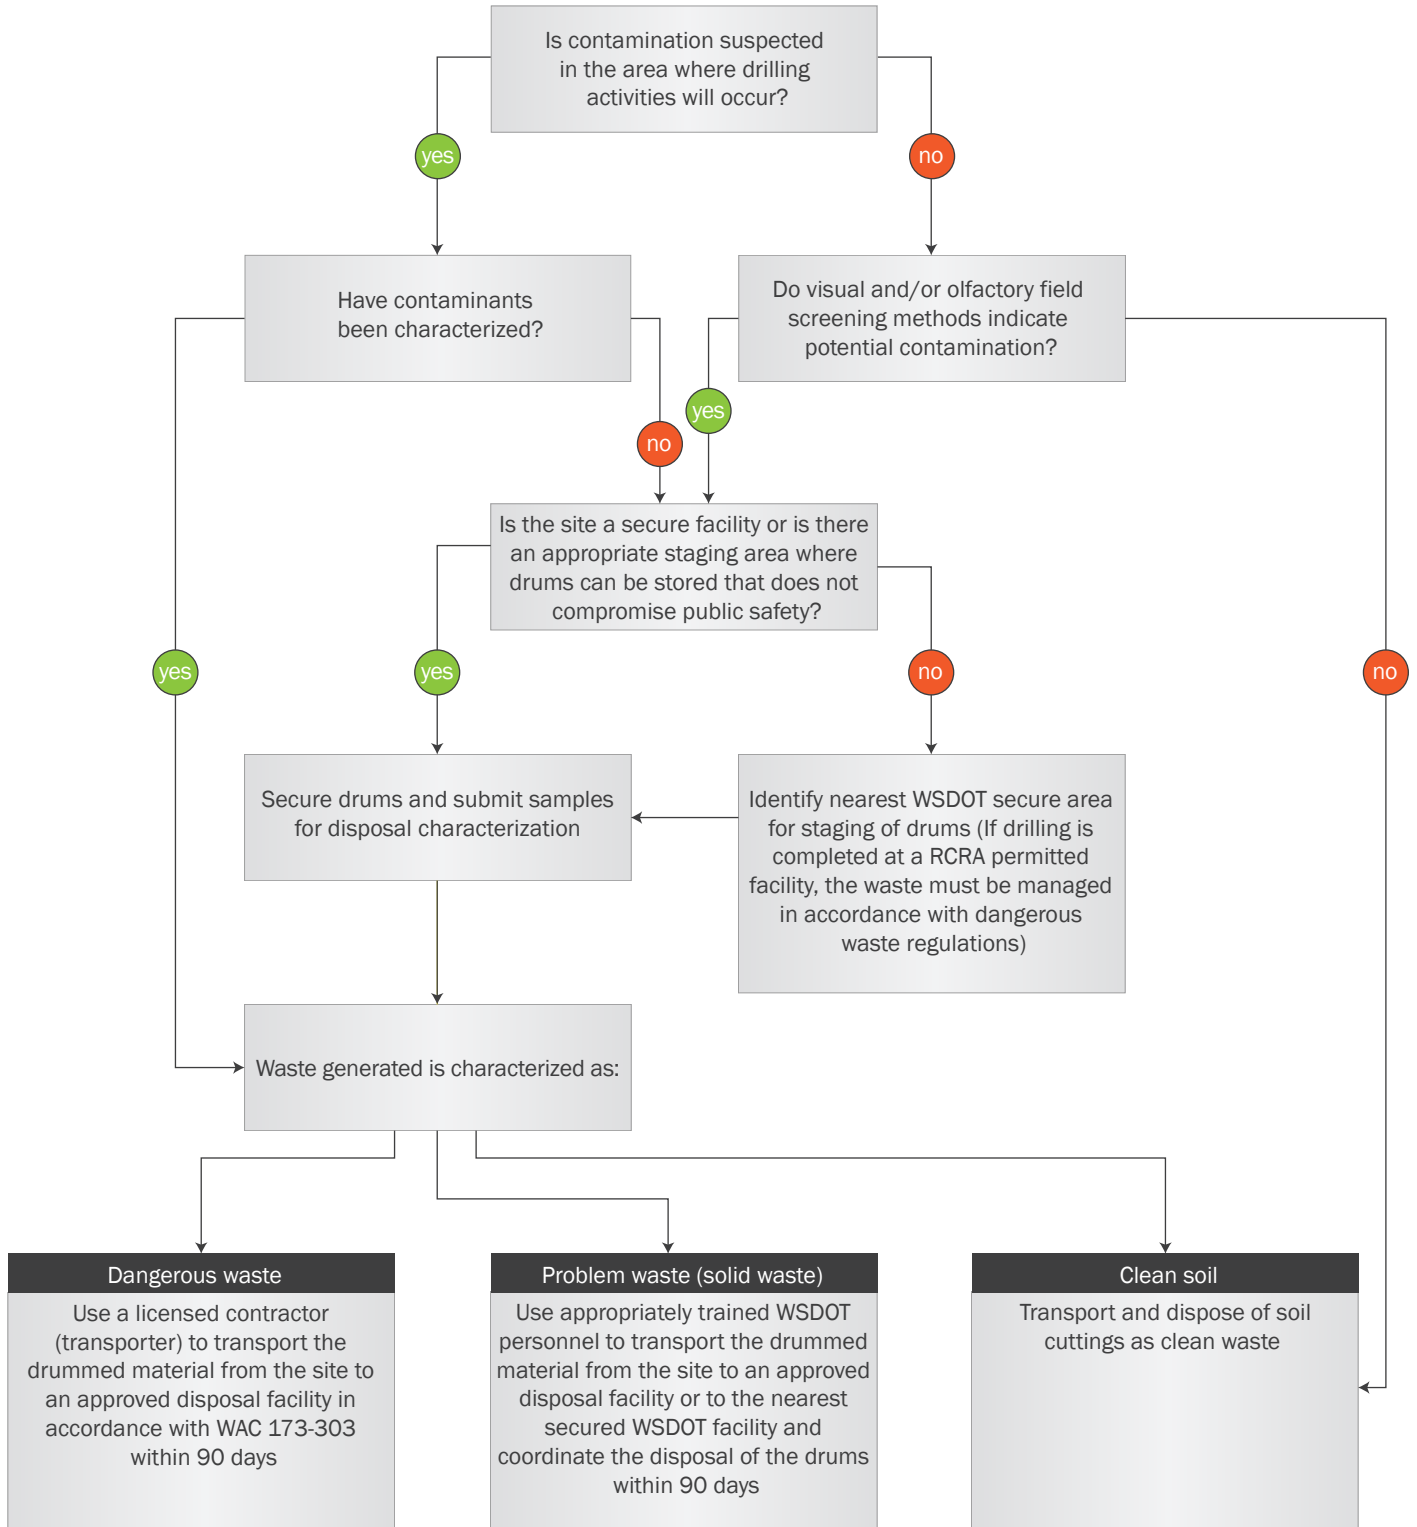 Is contamination suspected
in the area where drilling
activities will occur?
yes
no
Have contaminants
been characterized?
Do visual and/or olfactory field
screening methods indicate
potential contamination?
yes
no
Is the site a secure facility or is there
an appropriate staging area where
drums can be stored that does not
compromise public safety?
yes
yes
no
no
Secure drums and submit samples
for disposal characterization
Identify nearest WSDOT secure area
for staging of drums (If drilling is
completed at a RCRA permitted
facility, the waste must be managed
in accordance with dangerous
waste regulations)
Waste generated is characterized as:
Dangerous waste
Use a licensed contractor
(transporter) to transport the
drummed material from the site to
an approved disposal facility in
accordance with WAC 173-303
within 90 days
Problem waste (solid waste)
Use appropriately trained WSDOT
personnel to transport the drummed
material from the site to an approved
disposal facility or to the nearest
secured WSDOT facility and
coordinate the disposal of the drums
within 90 days
Clean soil
Transport and dispose of soil
cuttings as clean waste